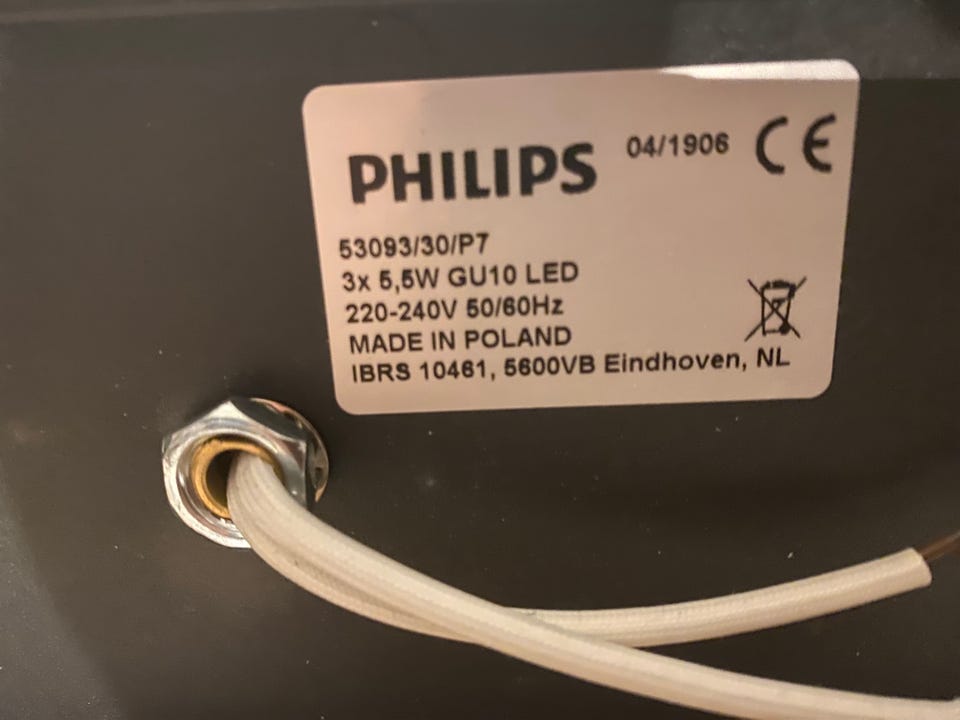 PHILIPS 04/1906 CE
53093/30/P7
3x 5,5W GU10 LED
220-240V 50/60Hz
MADE IN POLAND
IBRS 10461, 5600VB Eindhoven, NL